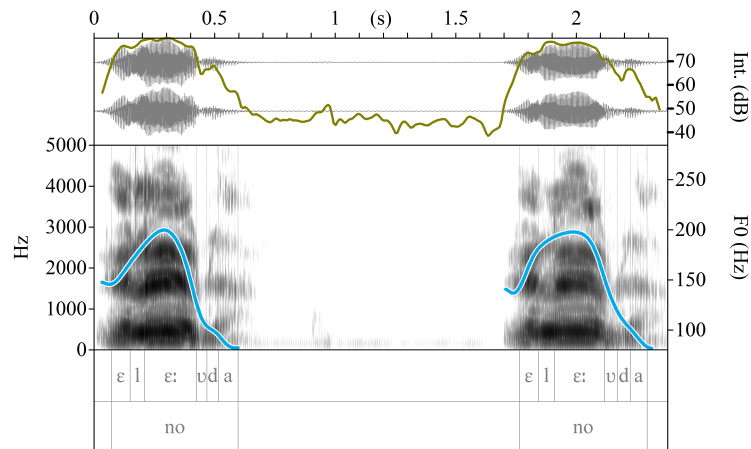 0 0.5 1 (s) 1.5 2
70 60 50 40 Int. (dB)
5000 4000 3000 2000 1000 0 Hz
250 200 150 100 F0 (Hz)
ɛ l ɛː ʋ d a ɛ l ɛː ʋ d a
no no